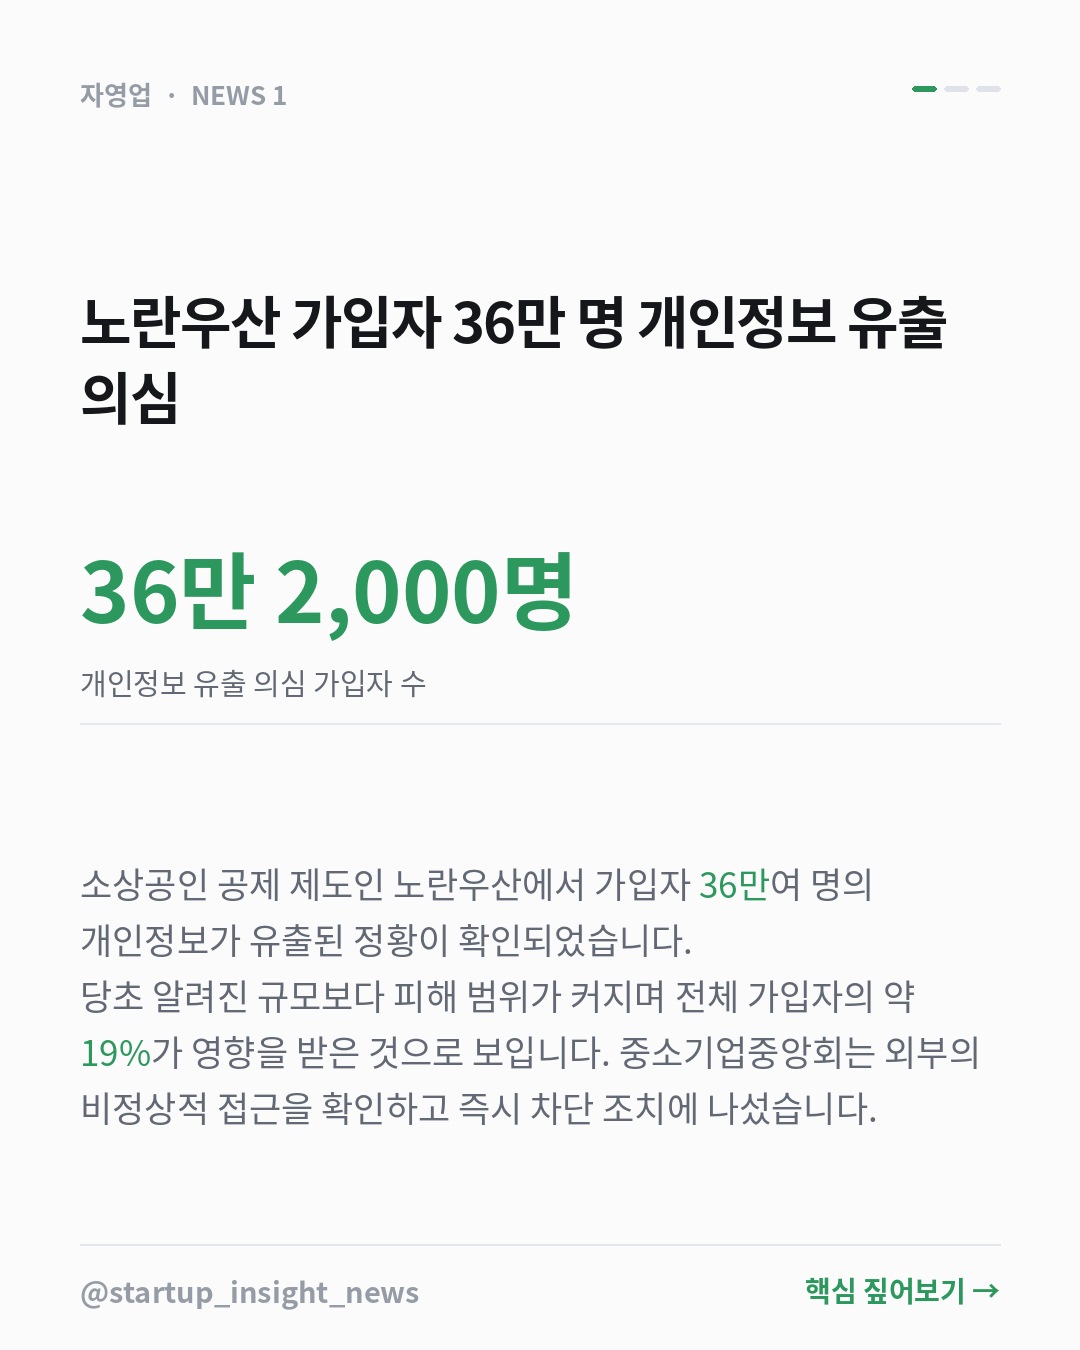 자영업 · NEWS 1
노란우산 가입자 36만 명 개인정보 유출
의심
36만 2,000명
개인정보 유출 의심 가입자 수
소상공인 공제 제도인 노란우산에서 가입자 36만여 명의
개인정보가 유출된 정황이 확인되었습니다.
당초 알려진 규모보다 피해 범위가 커지며 전체 가입자의 약
19%가 영향을 받은 것으로 보입니다. 중소기업중앙회는 외부의
비정상적 접근을 확인하고 즉시 차단 조치에 나섰습니다.
@startup_insight_news
핵심 짚어보기 →